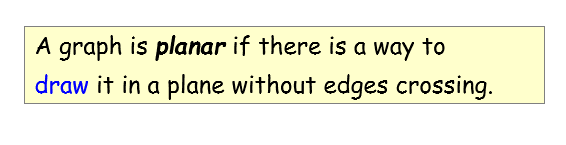 A graph is planar if there is a way to
draw it in a plane without edges crossing.